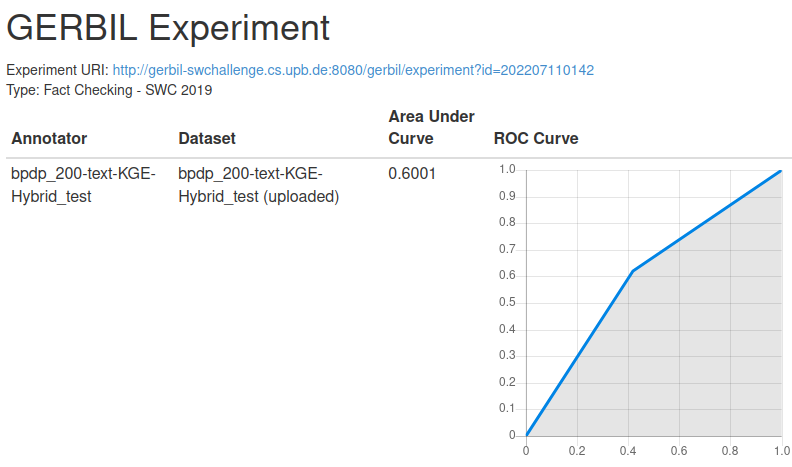 GERBIL Experiment
Experiment URI: http://gerbil-swchallenge.cs.upb.de:8080/gerbil/experiment?id=202207110142
Type: Fact Checking - SWC 2019
Annotator Dataset Area Under Curve ROC Curve
bpdp_200-text-KGE-Hybrid_test bpdp_200-text-KGE-Hybrid_test (uploaded) 0.6001
1.0
0.9
0.8
0.7
0.6
0.5
0.4
0.3
0.2
0.1
0
0 0.2 0.4 0.6 0.8 1.0